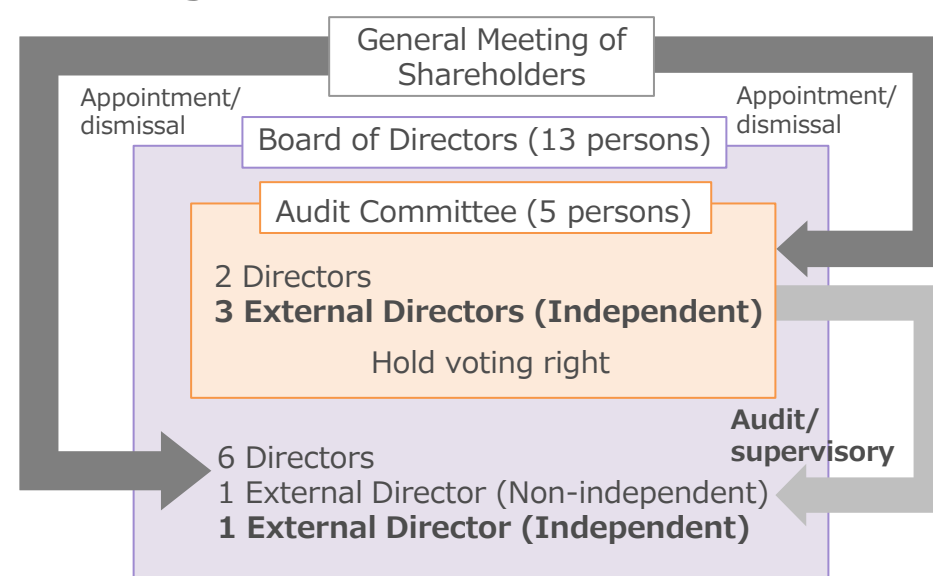 General Meeting of
Shareholders
Appointment/
dismissal
Appointment/
dismissal
Board of Directors (13 persons)
Audit Committee (5 persons)
2 Directors
3 External Directors (Independent)
Hold voting right
Audit/
supervisory
6 Directors
1 External Director (Non-independent)
1 External Director (Independent)